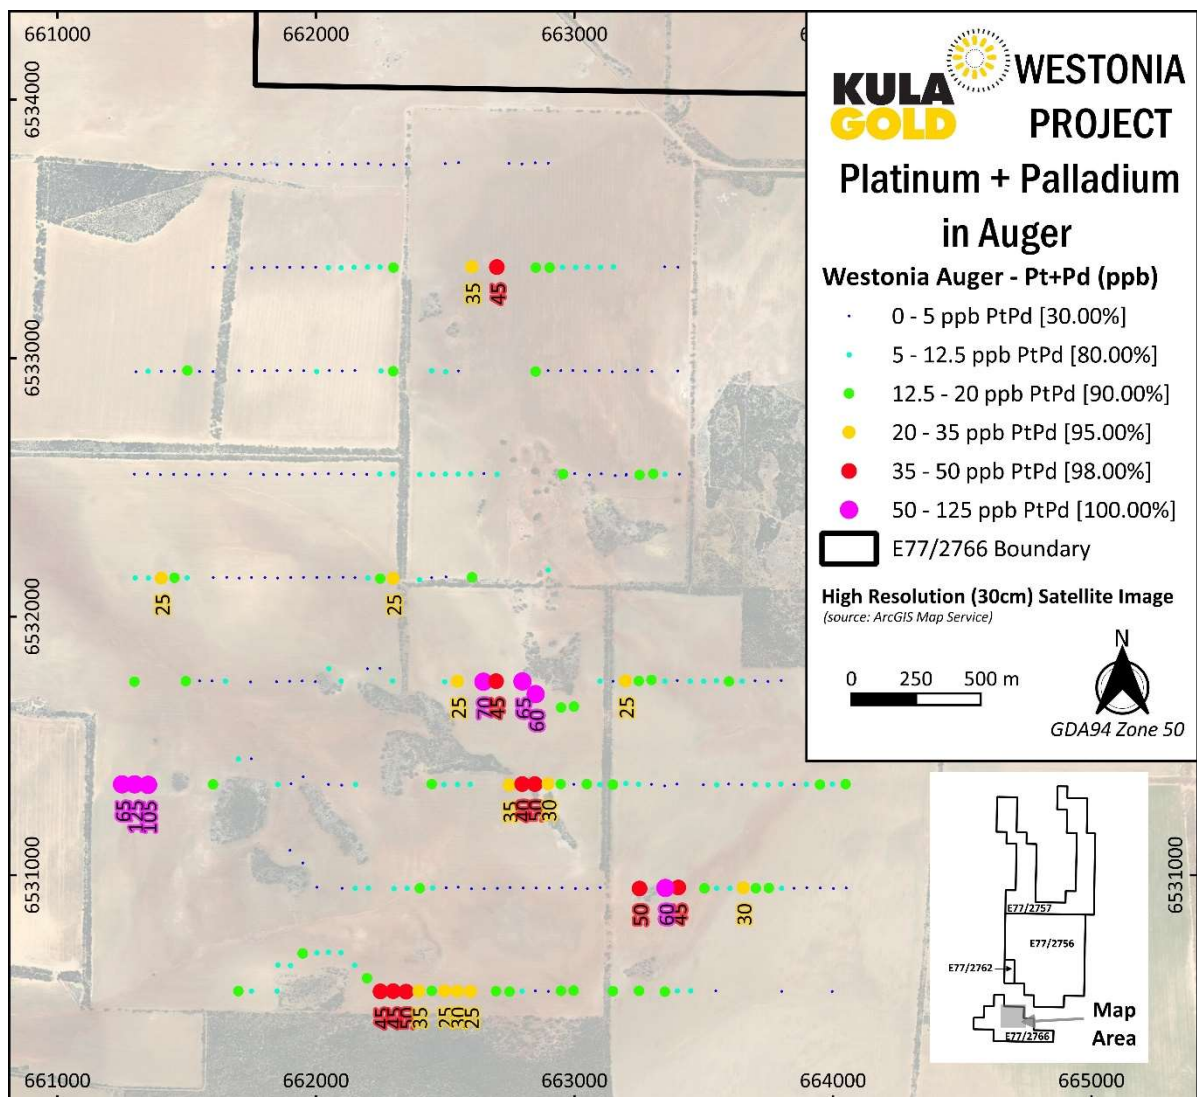 661000 662000 663000 6
6534000
6533000
6532000
6531000
35 45
25 25
25 70 45 65 60 25
65 125 105 35 40 50 30
50 60 45 30
45 45 50 35 25 30 25
661000 662000 663000 664000 665000
6531000
KULA
GOLD
WESTONIA
PROJECT
Platinum + Palladium
in Auger
Westonia Auger - Pt+Pd (ppb)
0 - 5 ppb PtPd [30.00%]
5 - 12.5 ppb PtPd [80.00%]
12.5 - 20 ppb PtPd [90.00%]
20 - 35 ppb PtPd [95.00%]
35 - 50 ppb PtPd [98.00%]
50 - 125 ppb PtPd [100.00%]
E77/2766 Boundary
High Resolution (30cm) Satellite Image
(source: ArcGIS Map Service)
N
0 250 500 m
GDA94 Zone 50
E77/2757
E77/2756
E77/2762
Map
Area
E77/2766